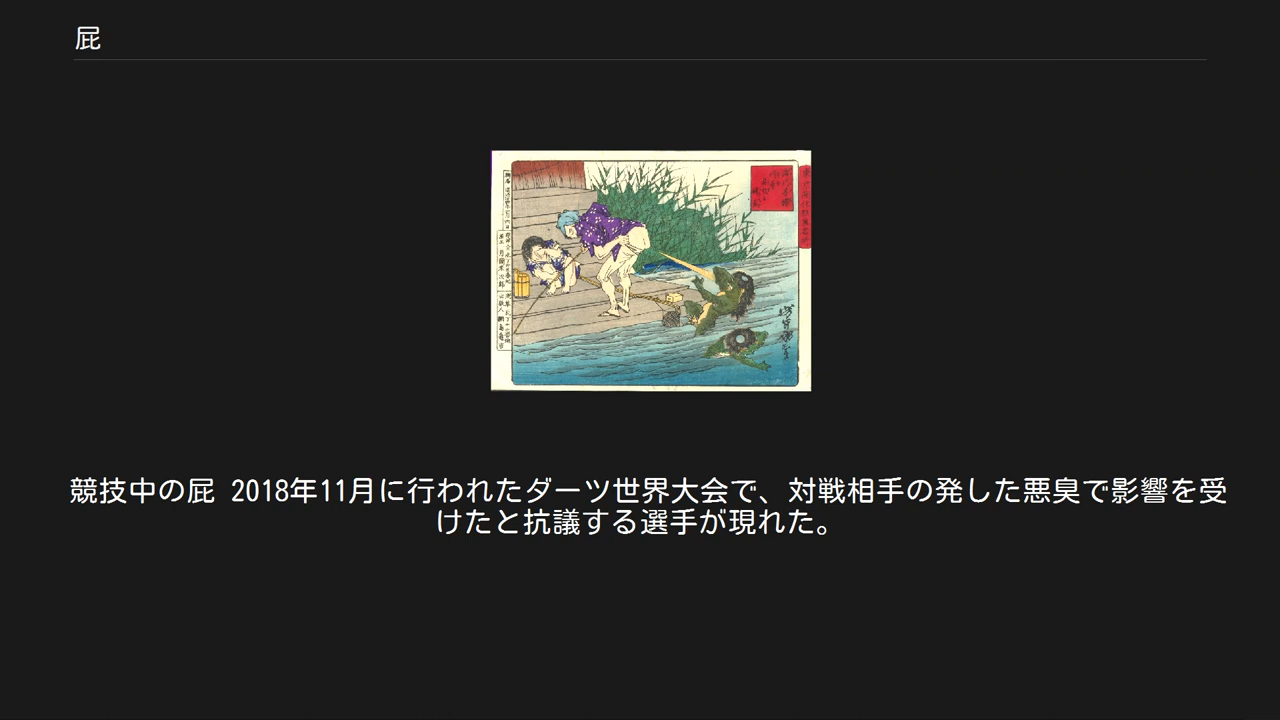 屁
競技中の屁 2018年11月に行われたダーツ世界大会で、対戦相手の発した悪臭で影響を受
けたと抗議する選手が現れた。